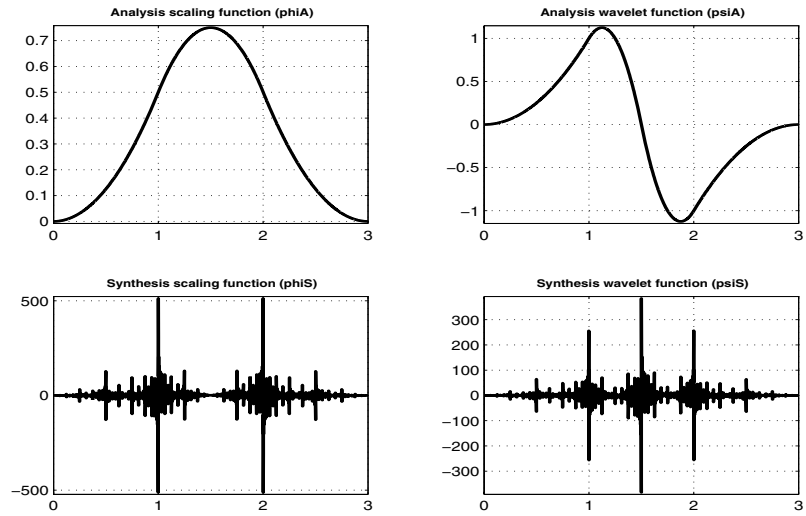 Analysis scaling function (phiA)
0.7
0.6
0.5
0.4
0.3
0.2
0.1
0
0 1 2 3
Analysis wavelet function (psiA)
1
0.5
0
−0.5
−1
0 1 2 3
Synthesis scaling function (phiS)
500
0
−500
0 1 2 3
Synthesis wavelet function (psiS)
300
200
100
0
−100
−200
−300
0 1 2 3